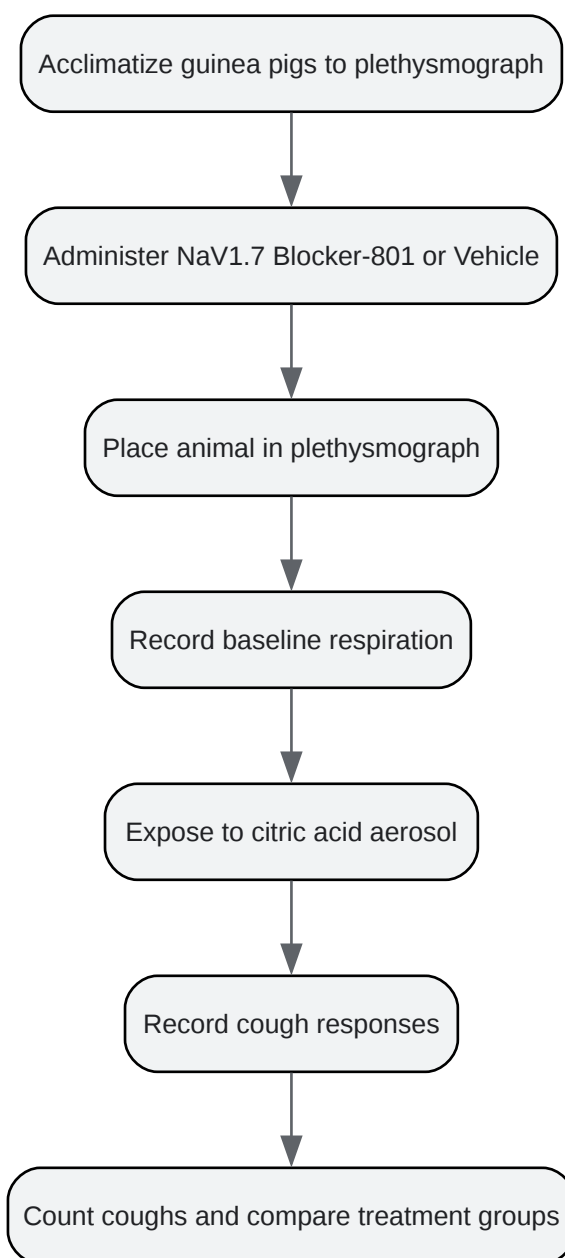 Acclimatize guinea pigs to plethysmograph
Administer NaV1.7 Blocker-801 or Vehicle
Place animal in plethysmograph
Record baseline respiration
Expose to citric acid aerosol
Record cough responses
Count coughs and compare treatment groups